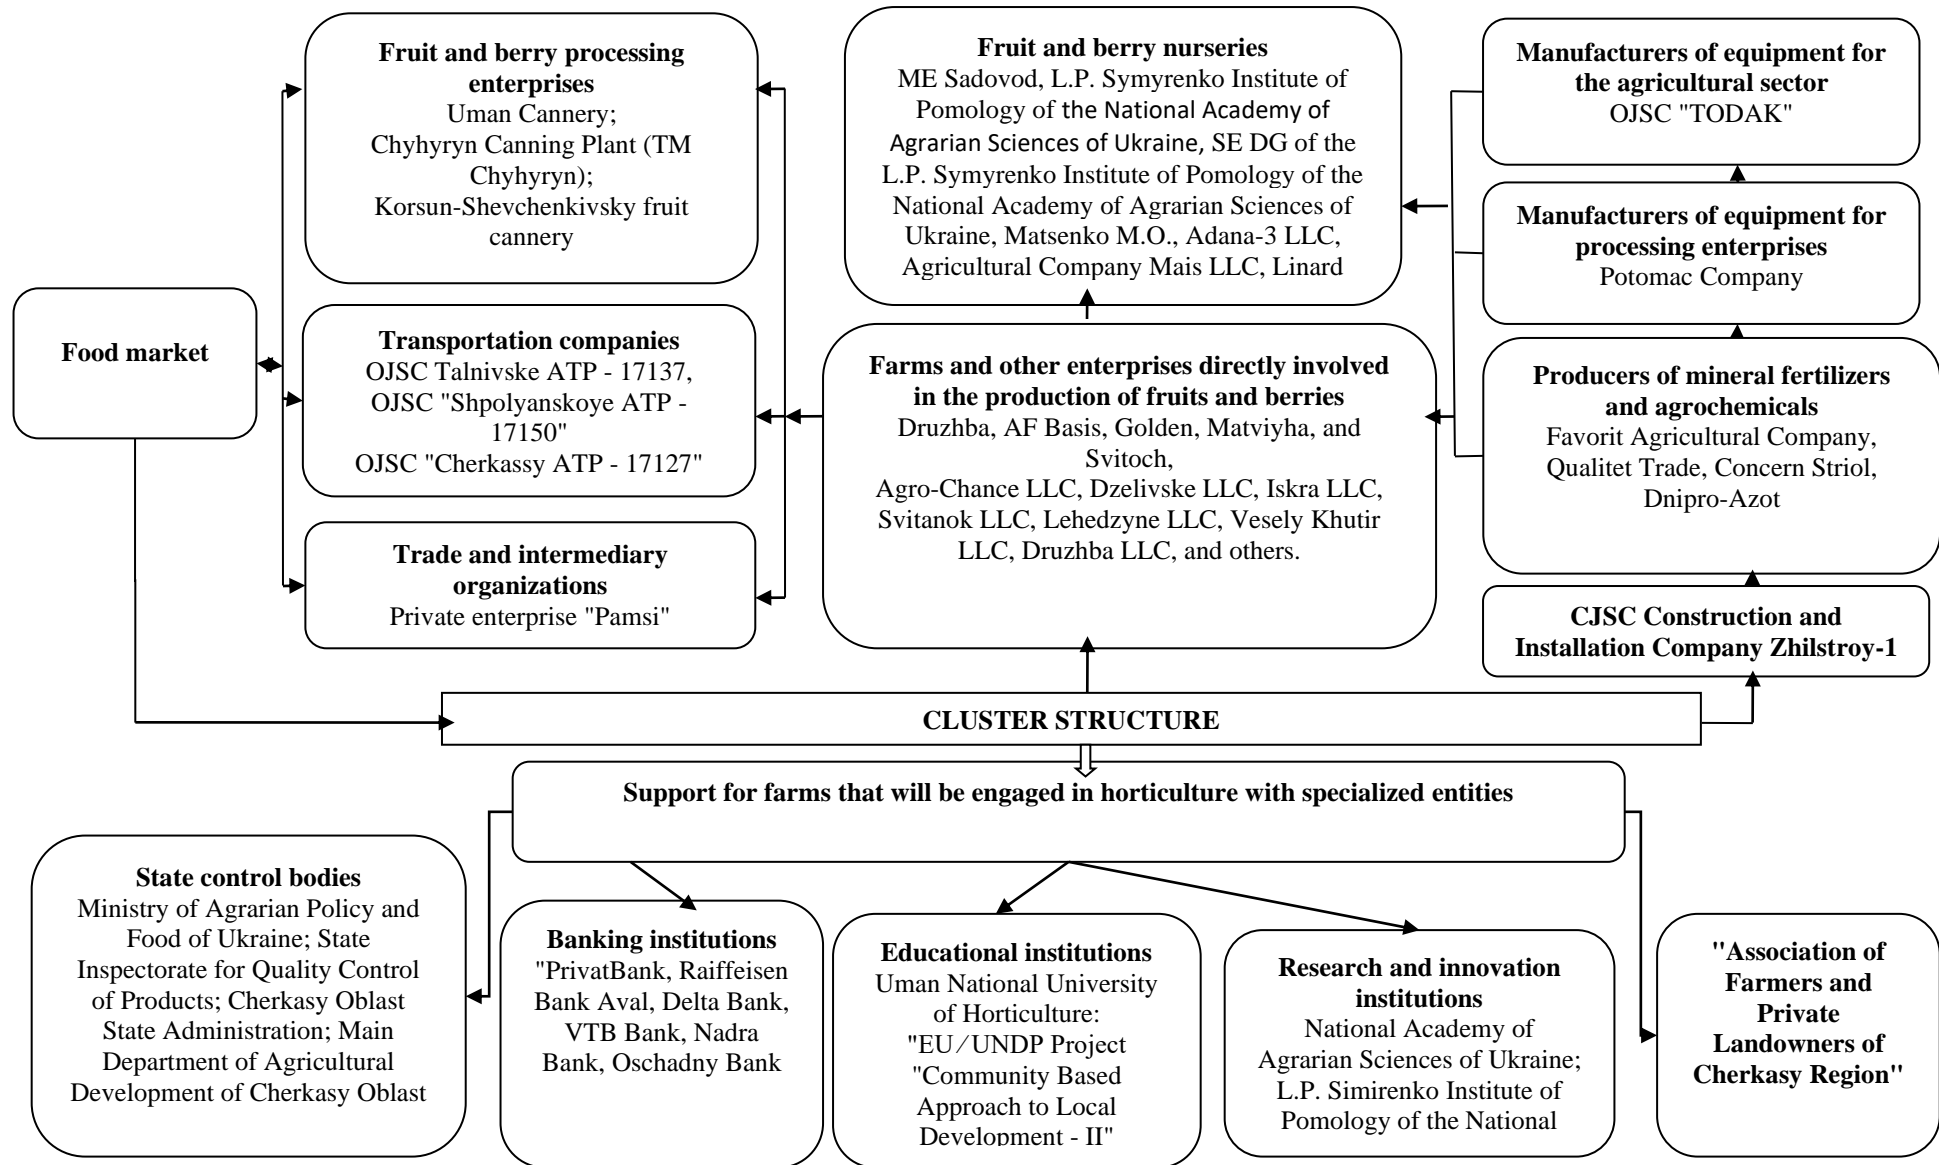 Fruit and berry processing
enterprises
Uman Cannery;
Chyhyryn Canning Plant (TM
Chyhyryn);
Korsun-Shevchenkivsky fruit
cannery
Fruit and berry nurseries
ME Sadovod, L.P. Symyrenko Institute of
Pomology of the National Academy of
Agrarian Sciences of Ukraine, SE DG of the
L.P. Symyrenko Institute of Pomology of the
National Academy of Agrarian Sciences of
Ukraine, Matsenko M.O., Adana-3 LLC,
Agricultural Company Mais LLC, Linard
Manufacturers of equipment for
the agricultural sector
OJSC "TODAK"
Manufacturers of equipment for
processing enterprises
Potomac Company
Food market
Transportation companies
OJSC Talnivske ATP - 17137,
OJSC "Shpolyanskoye ATP -
17150"
OJSC "Cherkassy ATP - 17127"
Farms and other enterprises directly involved
in the production of fruits and berries
Druzhba, AF Basis, Golden, Matviyha, and
Svitoch,
Agro-Chance LLC, Dzelivske LLC, Iskra LLC,
Svitanok LLC, Lehedzyne LLC, Vesely Khutir
LLC, Druzhba LLC, and others.
Producers of mineral fertilizers
and agrochemicals
Favorit Agricultural Company,
Qualitet Trade, Concern Striol,
Dnipro-Azot
Trade and intermediary
organizations
Private enterprise "Pamsi"
CJSC Construction and
Installation Company Zhilstroy-1
CLUSTER STRUCTURE
Support for farms that will be engaged in horticulture with specialized entities
State control bodies
Ministry of Agrarian Policy and
Food of Ukraine; State
Inspectorate for Quality Control
of Products; Cherkasy Oblast
State Administration; Main
Department of Agricultural
Development of Cherkasy Oblast
Banking institutions
"PrivatBank, Raiffeisen
Bank Aval, Delta Bank,
VTB Bank, Nadra
Bank, Oschadny Bank
Educational institutions
Uman National University
of Horticulture:
"EU/UNDP Project
"Community Based
Approach to Local
Development - II"
Research and innovation
institutions
National Academy of
Agrarian Sciences of Ukraine;
L.P. Simirenko Institute of
Pomology of the National
"Association of
Farmers and
Private
Landowners of
Cherkasy Region"